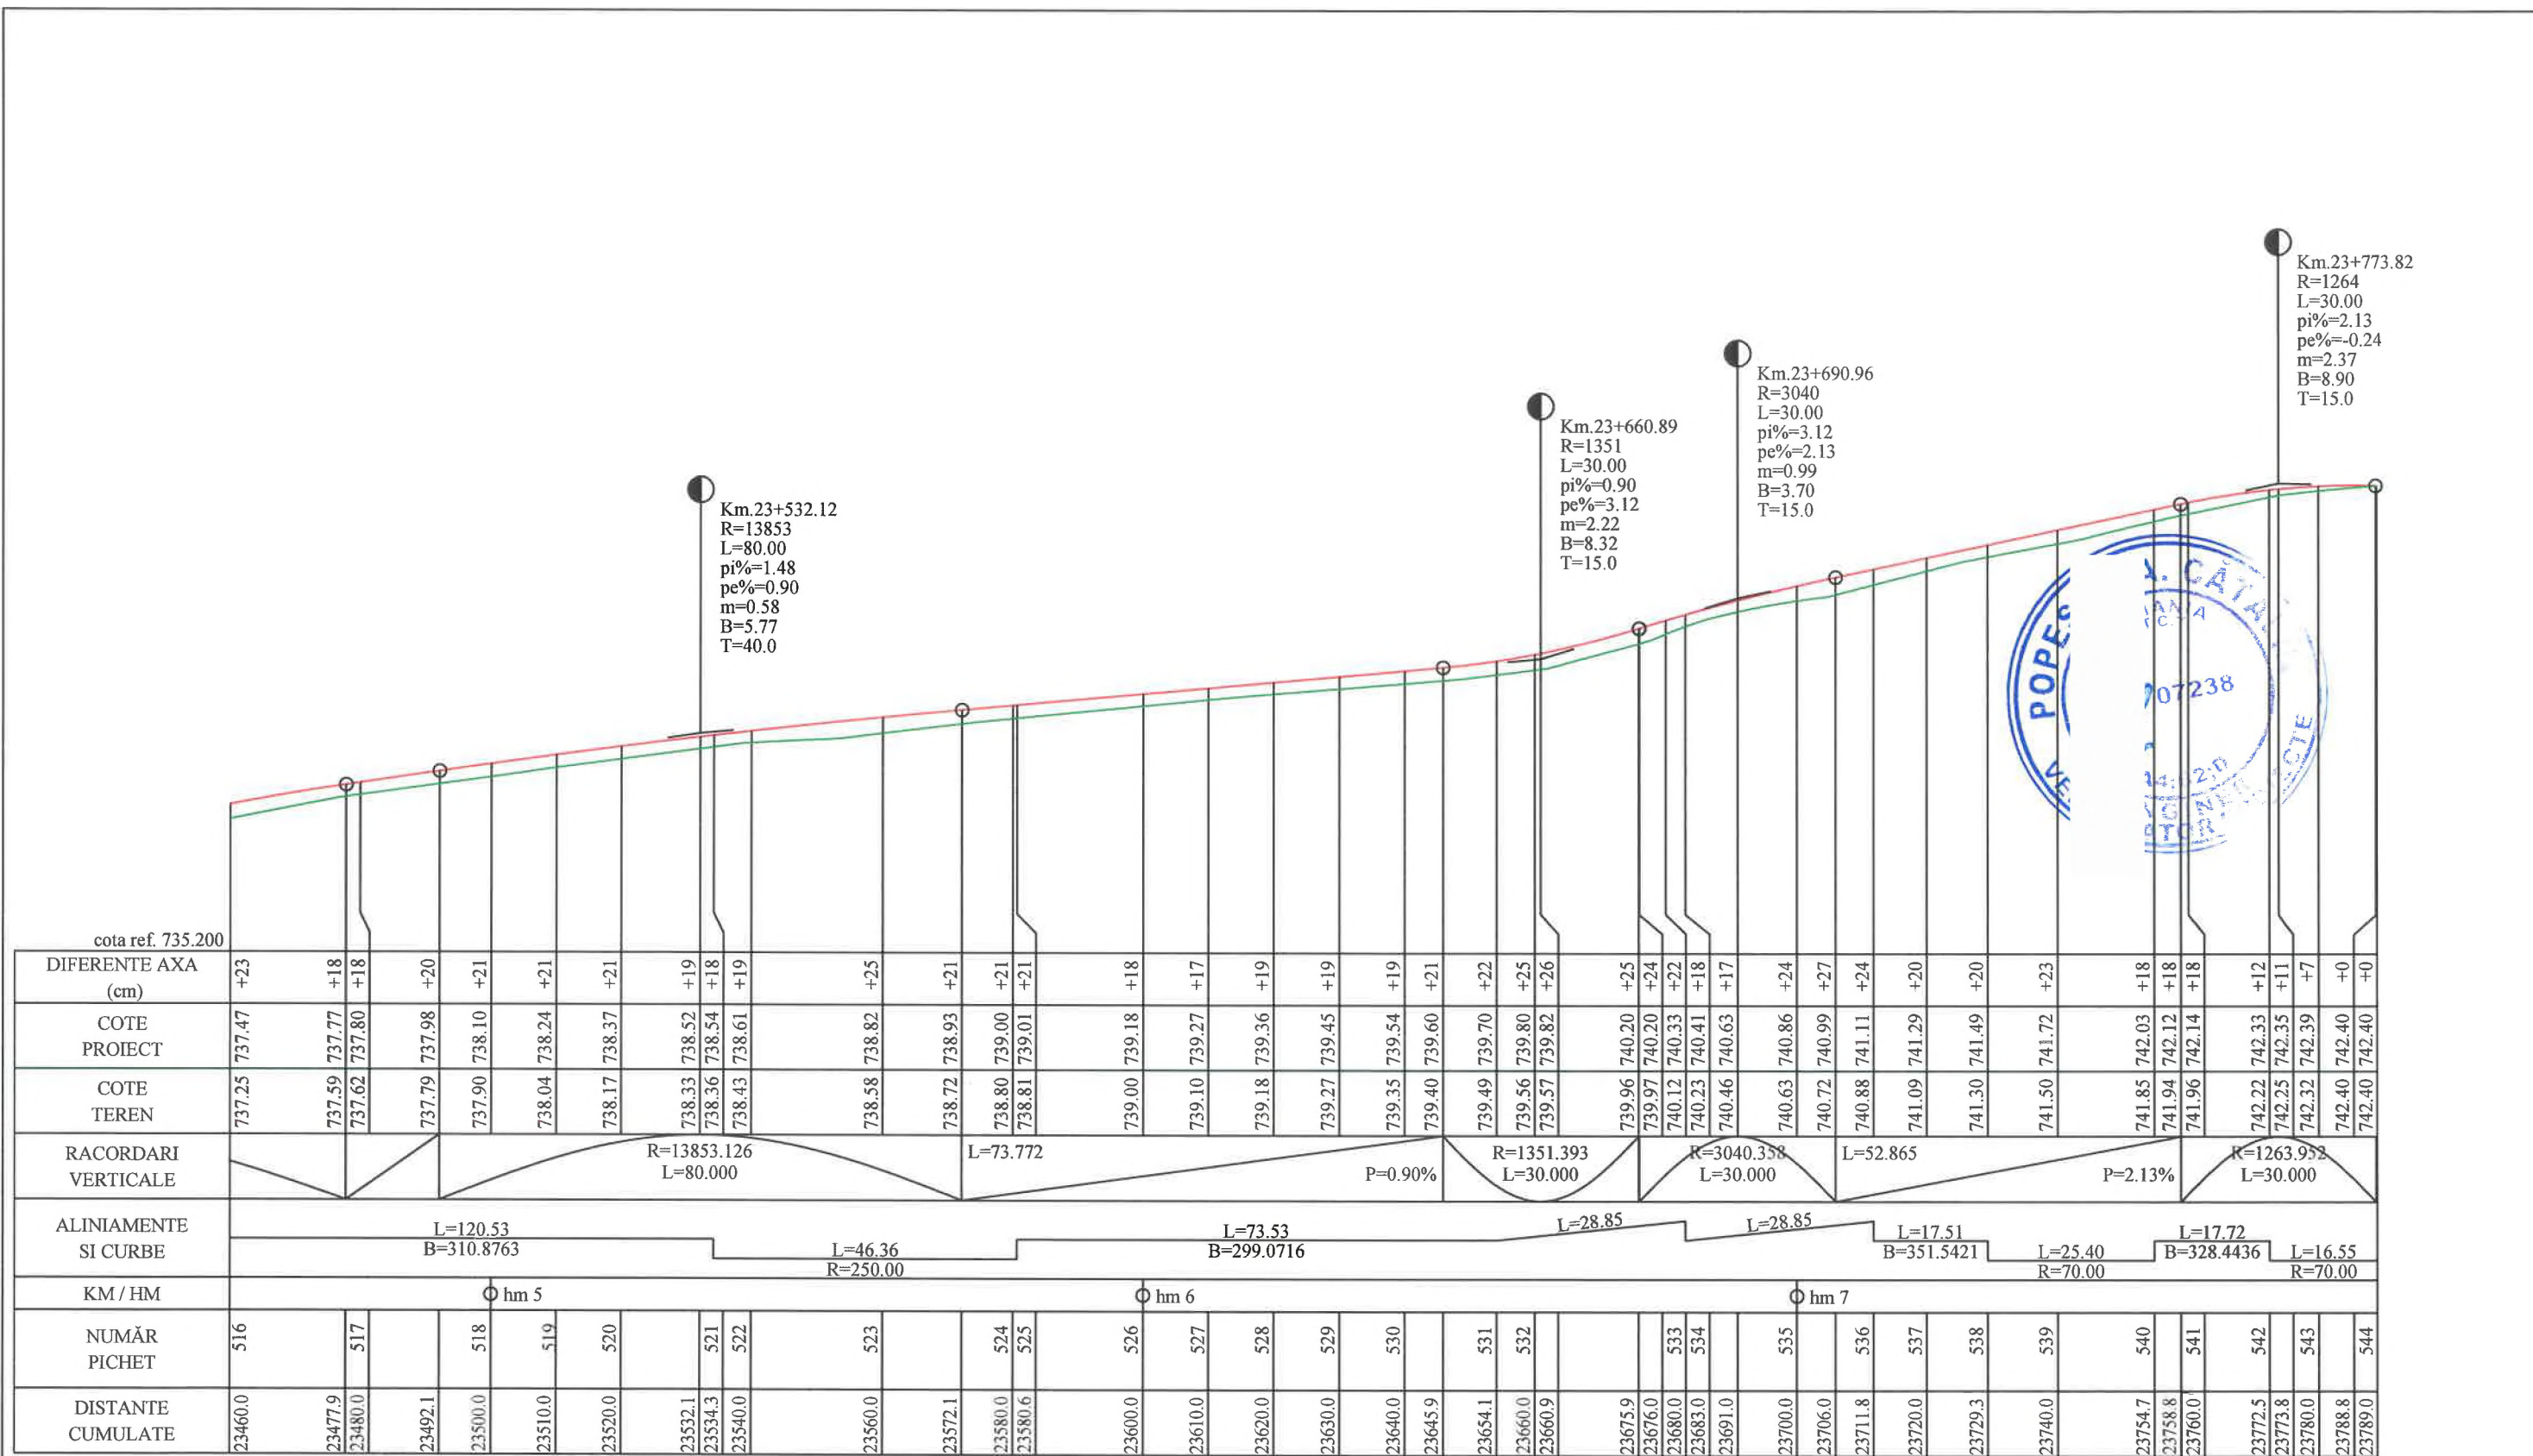 Km.23+773.82
R=1264
L=30.00
pi%=2.13
pe%=-0.24
m=2.37
B=8.90
T=15.0
Km.23+690.96
R=3040
L=30.00
pi%=3.12
pe%=2.13
m=0.99
B=3.70
T=15.0
Km.23+660.89
R=1351
L=30.00
pi%=0.90
pe%=3.12
m=2.22
B=8.32
T=15.0
Km.23+532.12
R=13853
L=80.00
pi%=1.48
pe%=0.90
m=0.58
B=5.77
T=40.0
07238
cota ref. 735.200
DIFERENTE AXA
(cm)
+23 +18 +18 +20 +21 +21 +21 +19 +18 +19 +25 +21 +21 +21 +18 +17 +19 +19 +19 +21 +22 +25 +26 +25 +24 +22 +18 +17 +24 +27 +24 +20 +20 +23 +18 +18 +18 +12 +11 +7 +0 +0
COTE
PROIECT
737.47 737.77 737.80 737.98 738.10 738.24 738.37 738.52 738.54 738.61 738.82 738.93 739.00 739.01 739.18 739.27 739.36 739.45 739.54 739.60 739.70 739.80 739.82 740.20 740.20 740.33 740.41 740.63 740.86 740.99 741.11 741.29 741.49 741.72 742.03 742.12 742.14 742.33 742.35 742.39 742.40 742.40
COTE
TEREN
737.25 737.59 737.62 737.79 737.90 738.04 738.17 738.33 738.36 738.43 738.58 738.72 738.80 738.81 739.00 739.10 739.18 739.27 739.35 739.40 739.49 739.56 739.57 739.96 739.97 740.12 740.23 740.46 740.63 740.72 740.88 741.09 741.30 741.50 741.85 741.94 741.96 742.22 742.25 742.32 742.40 742.40
RACORDARI
VERTICALE
R=13853.126
L=80.000
L=73.772
P=0.90%
R=1351.393
L=30.000
R=3040.358
L=30.000
L=52.865
P=2.13%
R=1263.952
L=30.000
ALINIAMENTE
SI CURBE
L=120.53
B=310.8763
L=46.36
R=250.00
L=73.53
B=299.0716
L=28.85
L=28.85
L=17.51
B=351.5421
L=25.40
R=70.00
L=17.72
B=328.4436
L=16.55
R=70.00
KM / HM
hm 5
hm 6
hm 7
NUMĂR
PICHET
516 517 518 519 520 521 522 523 524 525 526 527 528 529 530 531 532 533 534 535 536 537 538 539 540 541 542 543 544
DISTANTE
CUMULATE
23460.0 23477.9 23480.0 23492.1 23500.0 23510.0 23520.0 23532.1 23534.3 23540.0 23560.0 23572.1 23580.0 23580.6 23600.0 23610.0 23620.0 23630.0 23640.0 23645.9 23654.1 23660.0 23660.9 23675.9 23676.0 23680.0 23683.0 23691.0 23700.0 23706.0 23711.8 23720.0 23729.3 23740.0 23754.7 23758.8 23760.0 23772.5 23773.8 23780.0 23788.8 23789.0